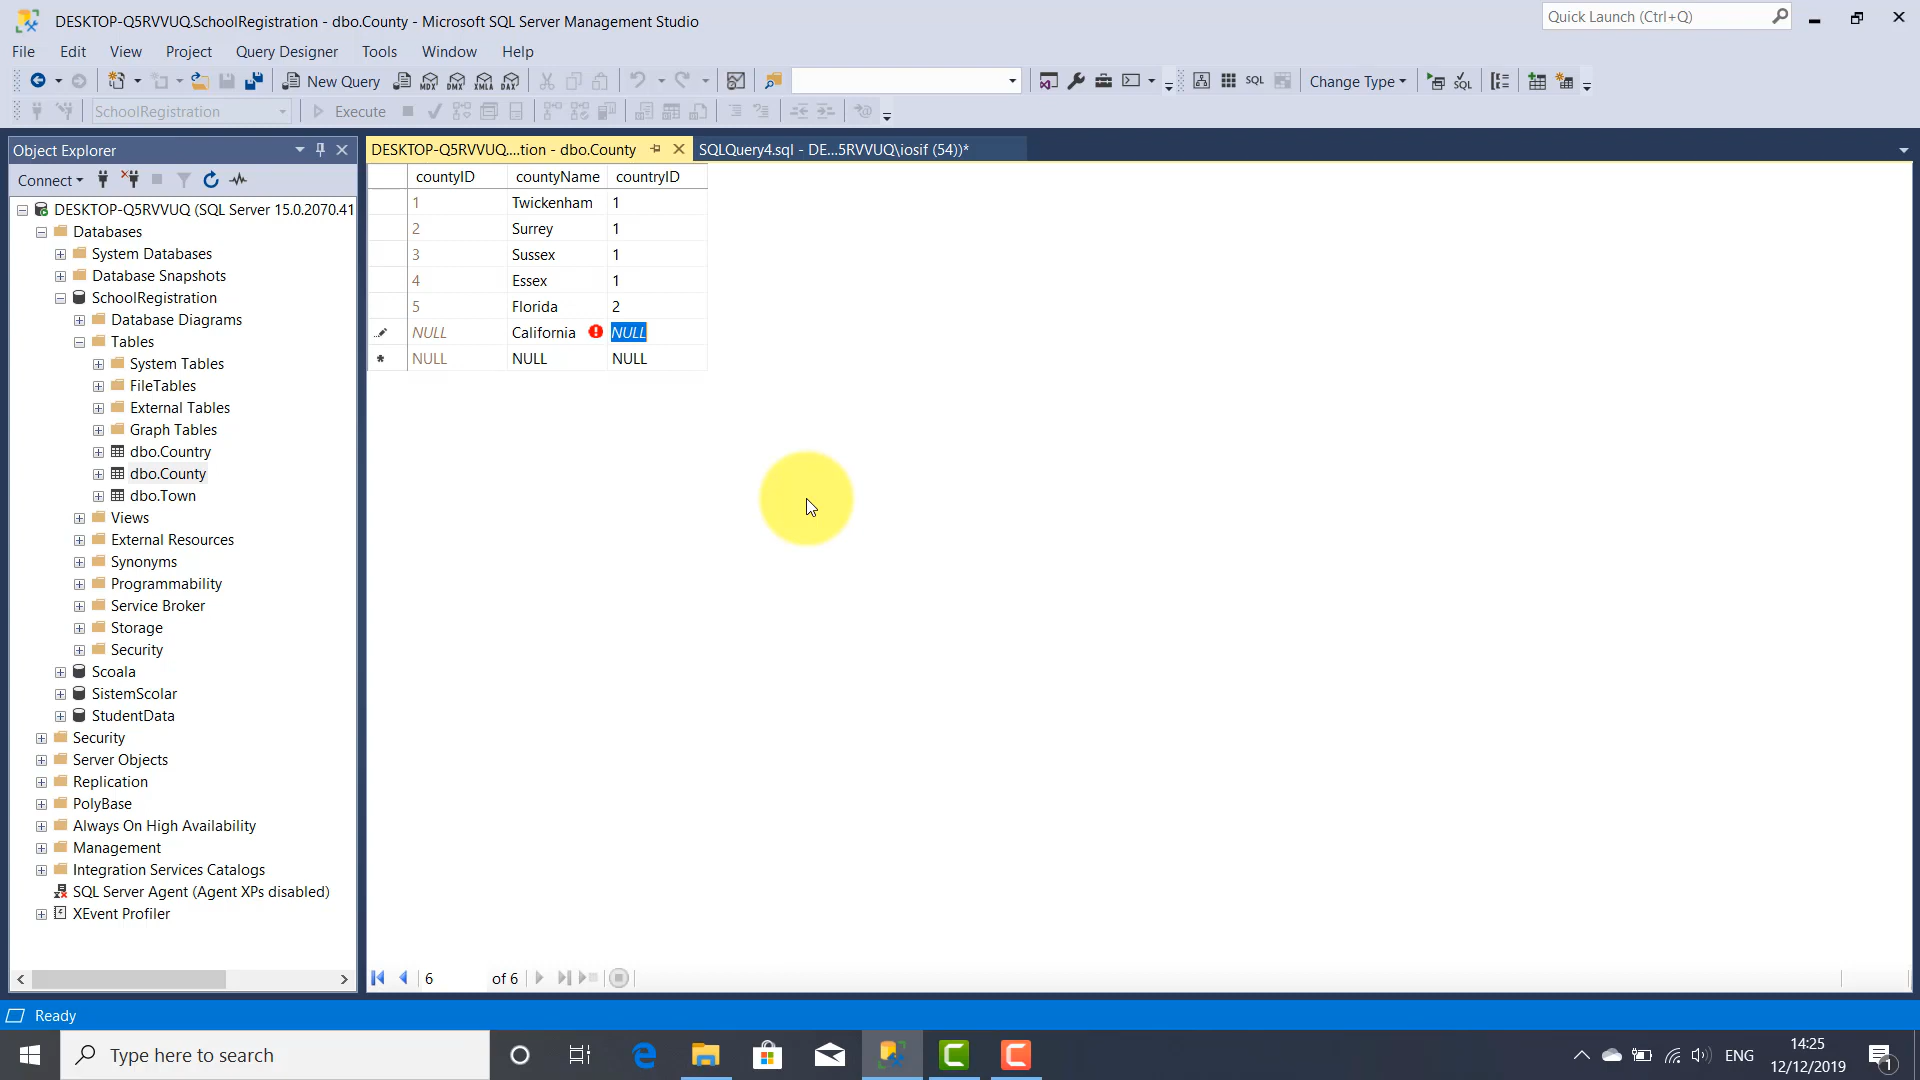 DESKTOP-Q5RVVUQ.SchoolRegistration - dbo.County - Microsoft SQL Server Management Studio
Quick Launch (Ctrl+Q)
File Edit View Project Query Designer Tools Window Help
New Query MDX DMX XMLA DAX SQL Change Type SQL
SchoolRegistration Execute
Object Explorer
DESKTOP-Q5RVVUQ....tion - dbo.County
SQLQuery4.sql - DE...5RVVUQ\iosif (54))*
Connect
DESKTOP-Q5RVVUQ (SQL Server 15.0.2070.41
Databases
System Databases
Database Snapshots
SchoolRegistration
Database Diagrams
Tables
System Tables
FileTables
External Tables
Graph Tables
dbo.Country
dbo.County
dbo.Town
Views
External Resources
Synonyms
Programmability
Service Broker
Storage
Security
Scoala
SistemScolar
StudentData
Security
Server Objects
Replication
PolyBase
Always On High Availability
Management
Integration Services Catalogs
SQL Server Agent (Agent XPs disabled)
XEvent Profiler
countyID countyName countryID
1 Twickenham 1
2 Surrey 1
3 Sussex 1
4 Essex 1
5 Florida 2
NULL California NULL
NULL NULL NULL
6 of 6
Ready
Type here to search
ENG
14:25
12/12/2019
1